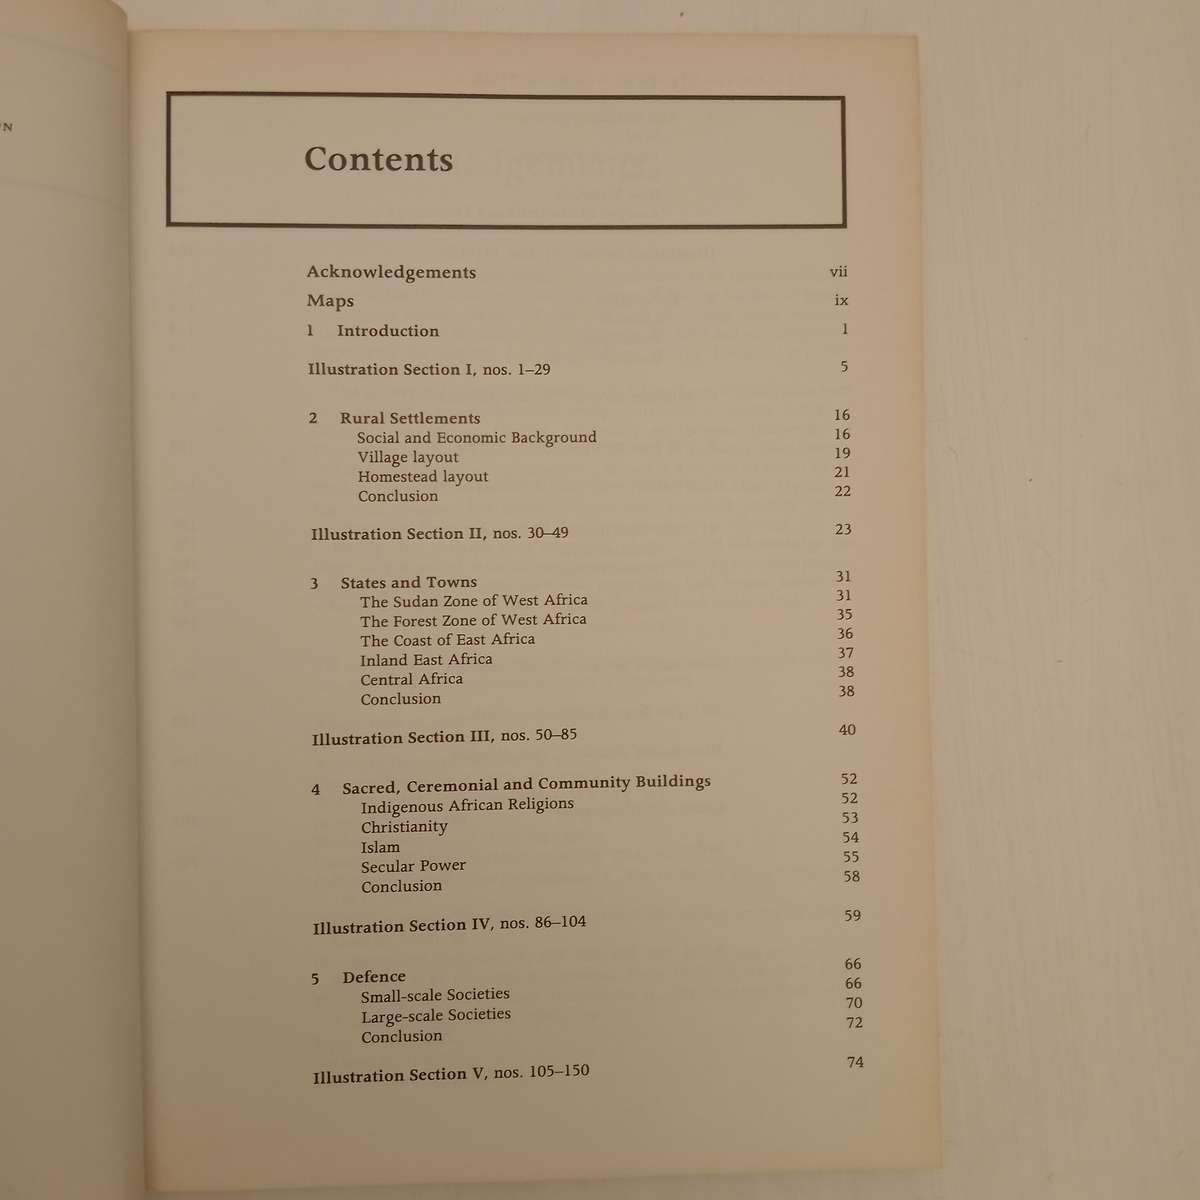 Contents
Acknowledgements vii
Maps ix
1 Introduction 1
Illustration Section I, nos. 1–29 5
2 Rural Settlements 16
Social and Economic Background 16
Village layout 19
Homestead layout 21
Conclusion 22
Illustration Section II, nos. 30–49 23
3 States and Towns 31
The Sudan Zone of West Africa 31
The Forest Zone of West Africa 35
The Coast of East Africa 36
Inland East Africa 37
Central Africa 38
Conclusion 38
Illustration Section III, nos. 50–85 40
4 Sacred, Ceremonial and Community Buildings 52
Indigenous African Religions 52
Christianity 53
Islam 54
Secular Power 55
Conclusion 58
Illustration Section IV, nos. 86–104 59
5 Defence 66
Small-scale Societies 66
Large-scale Societies 70
Conclusion 72
Illustration Section V, nos. 105–150 74